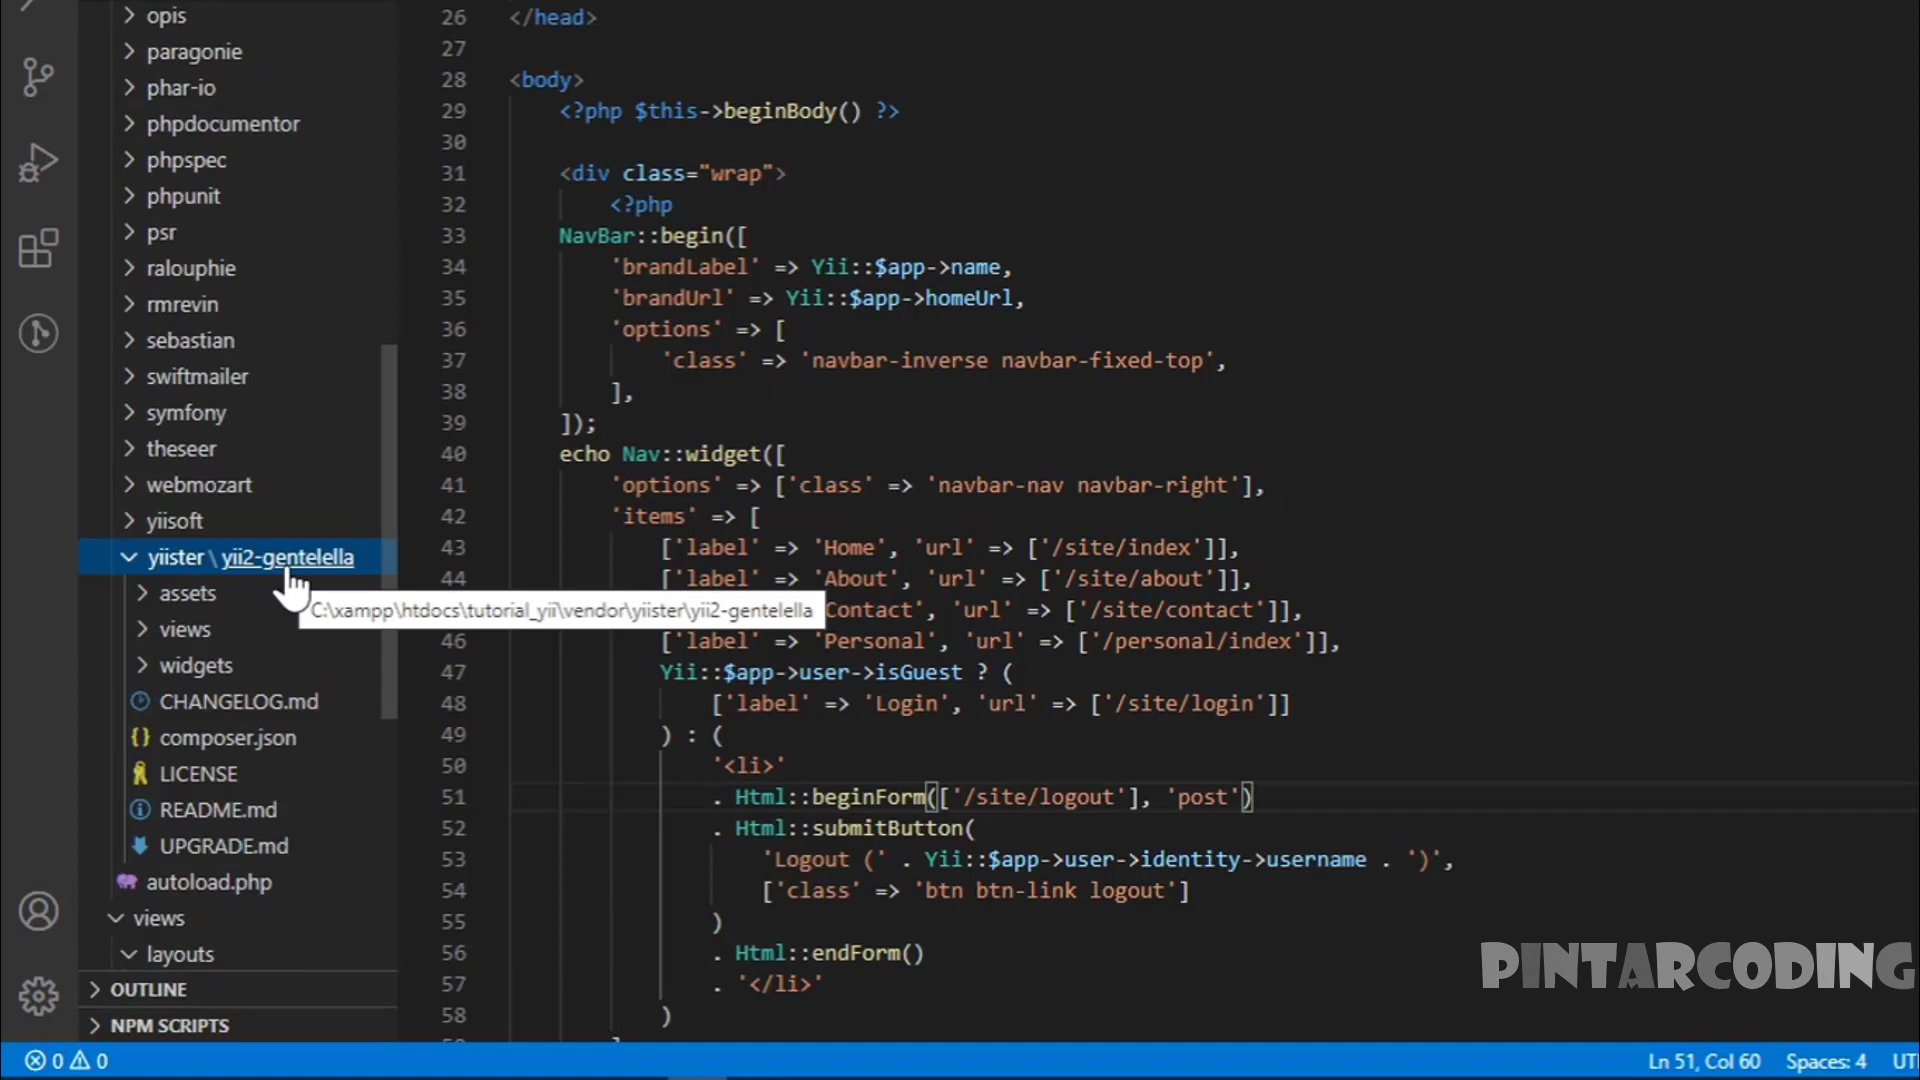 opis
paragonie
phar-io
phpdocumentor
phpspec
phpunit
psr
ralouphie
rmrevin
sebastian
swiftmailer
symfony
theseer
webmozart
yiisoft
yiister \ yii2-gentelella
assets
views
widgets
CHANGELOG.md
composer.json
LICENSE
README.md
UPGRADE.md
autoload.php
views
layouts
OUTLINE
NPM SCRIPTS
C:\xampp\htdocs\tutorial_yii\vendor\yiister\yii2-gentelella
26 </head>
27
28 <body>
29 <?php $this->beginBody() ?>
30
31 <div class="wrap">
32 <?php
33 NavBar::begin([
34 'brandLabel' => Yii::$app->name,
35 'brandUrl' => Yii::$app->homeUrl,
36 'options' => [
37 'class' => 'navbar-inverse navbar-fixed-top',
38 ],
39 ]);
40 echo Nav::widget([
41 'options' => ['class' => 'navbar-nav navbar-right'],
42 'items' => [
43 ['label' => 'Home', 'url' => ['/site/index']],
44 ['label' => 'About', 'url' => ['/site/about']],
Contact', 'url' => ['/site/contact']],
46 ['label' => 'Personal', 'url' => ['/personal/index']],
47 Yii::$app->user->isGuest ? (
48 ['label' => 'Login', 'url' => ['/site/login']]
49 ) : (
50 '<li>'
51 . Html::beginForm(['/site/logout'], 'post')
52 . Html::submitButton(
53 'Logout (' . Yii::$app->user->identity->username . ')',
54 ['class' => 'btn btn-link logout']
55 )
56 . Html::endForm()
57 . '</li>'
58 )
PINTARCODING
0 0
Ln 51, Col 60 Spaces: 4